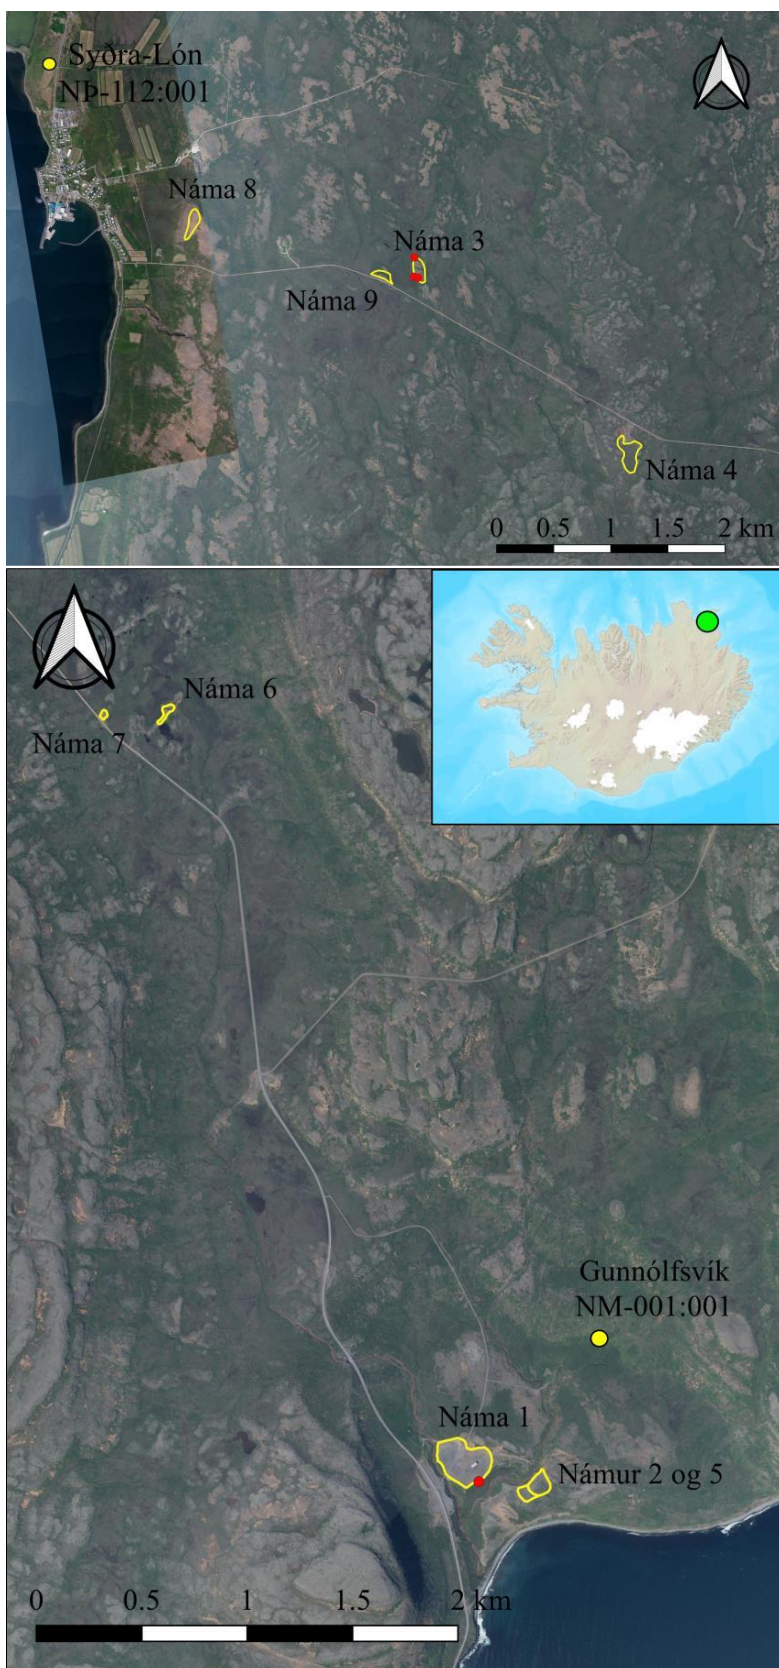 Syðra-Lón
NÞ-112:001
Náma 8
Náma 3
Náma 9
Náma 4
0 0.5 1 1.5 2 km
Náma 6
Náma 7
Gunnólfsvík
NM-001:001
Náma 1
Námur 2 og 5
0 0.5 1 1.5 2 km